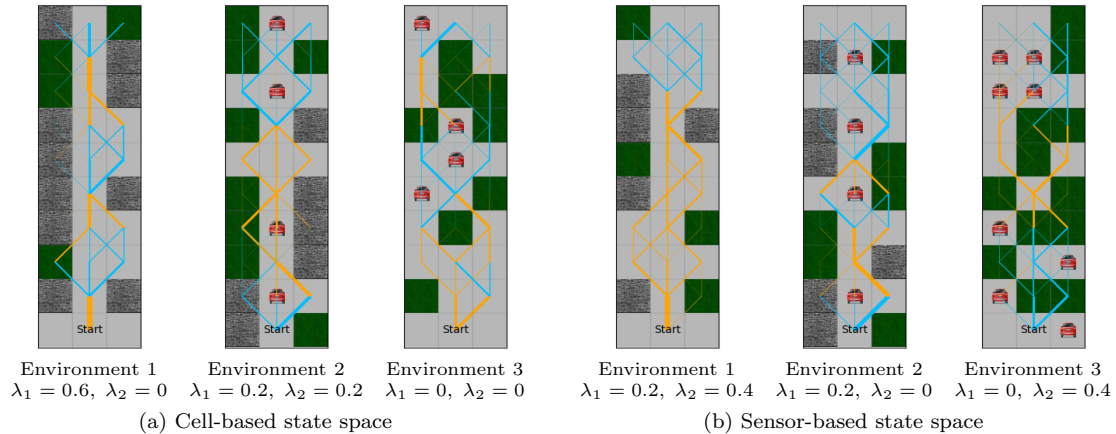 Start Start Start Start Start Start
Environment 1 Environment 2 Environment 3 Environment 1 Environment 2 Environment 3
λ₁ = 0.6, λ₂ = 0 λ₁ = 0.2, λ₂ = 0.2 λ₁ = 0, λ₂ = 0 λ₁ = 0.2, λ₂ = 0.4 λ₁ = 0.2, λ₂ = 0 λ₁ = 0, λ₂ = 0.4
(a) Cell-based state space (b) Sensor-based state space